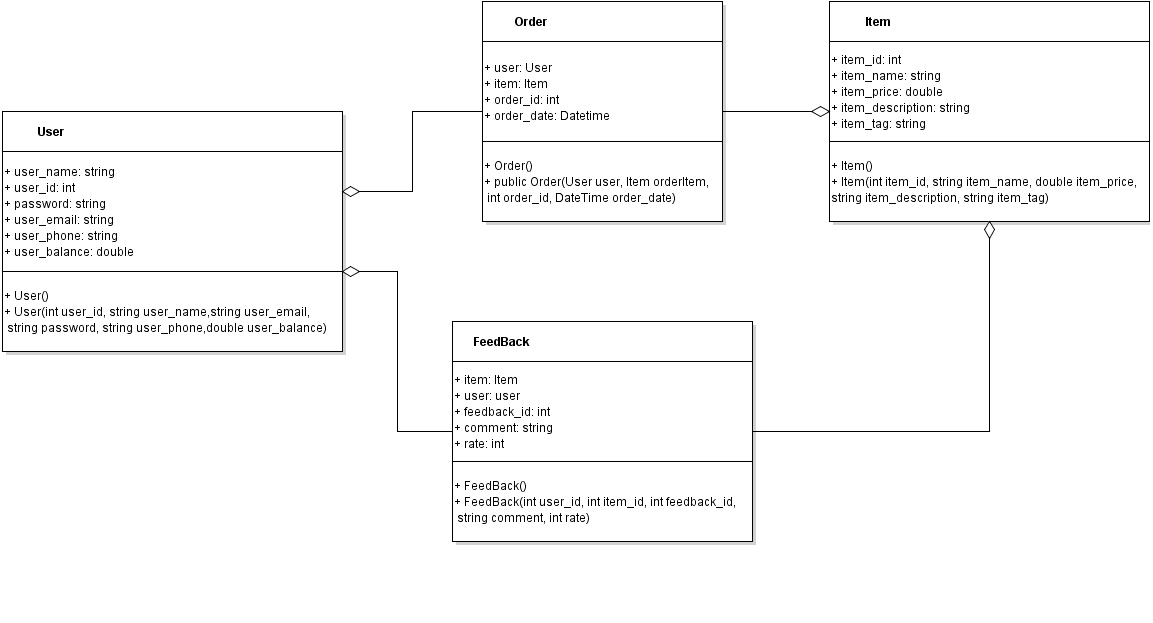 Order
+ user: User
+ item: Item
+ order_id: int
+ order_date: Datetime
+ Order()
+ public Order(User user, Item orderItem,
int order_id, DateTime order_date)
Item
+ item_id: int
+ item_name: string
+ item_price: double
+ item_description: string
+ item_tag: string
+ Item()
+ Item(int item_id, string item_name, double item_price,
string item_description, string item_tag)
User
+ user_name: string
+ user_id: int
+ password: string
+ user_email: string
+ user_phone: string
+ user_balance: double
+ User()
+ User(int user_id, string user_name,string user_email,
string password, string user_phone,double user_balance)
FeedBack
+ item: Item
+ user: user
+ feedback_id: int
+ comment: string
+ rate: int
+ FeedBack()
+ FeedBack(int user_id, int item_id, int feedback_id,
string comment, int rate)